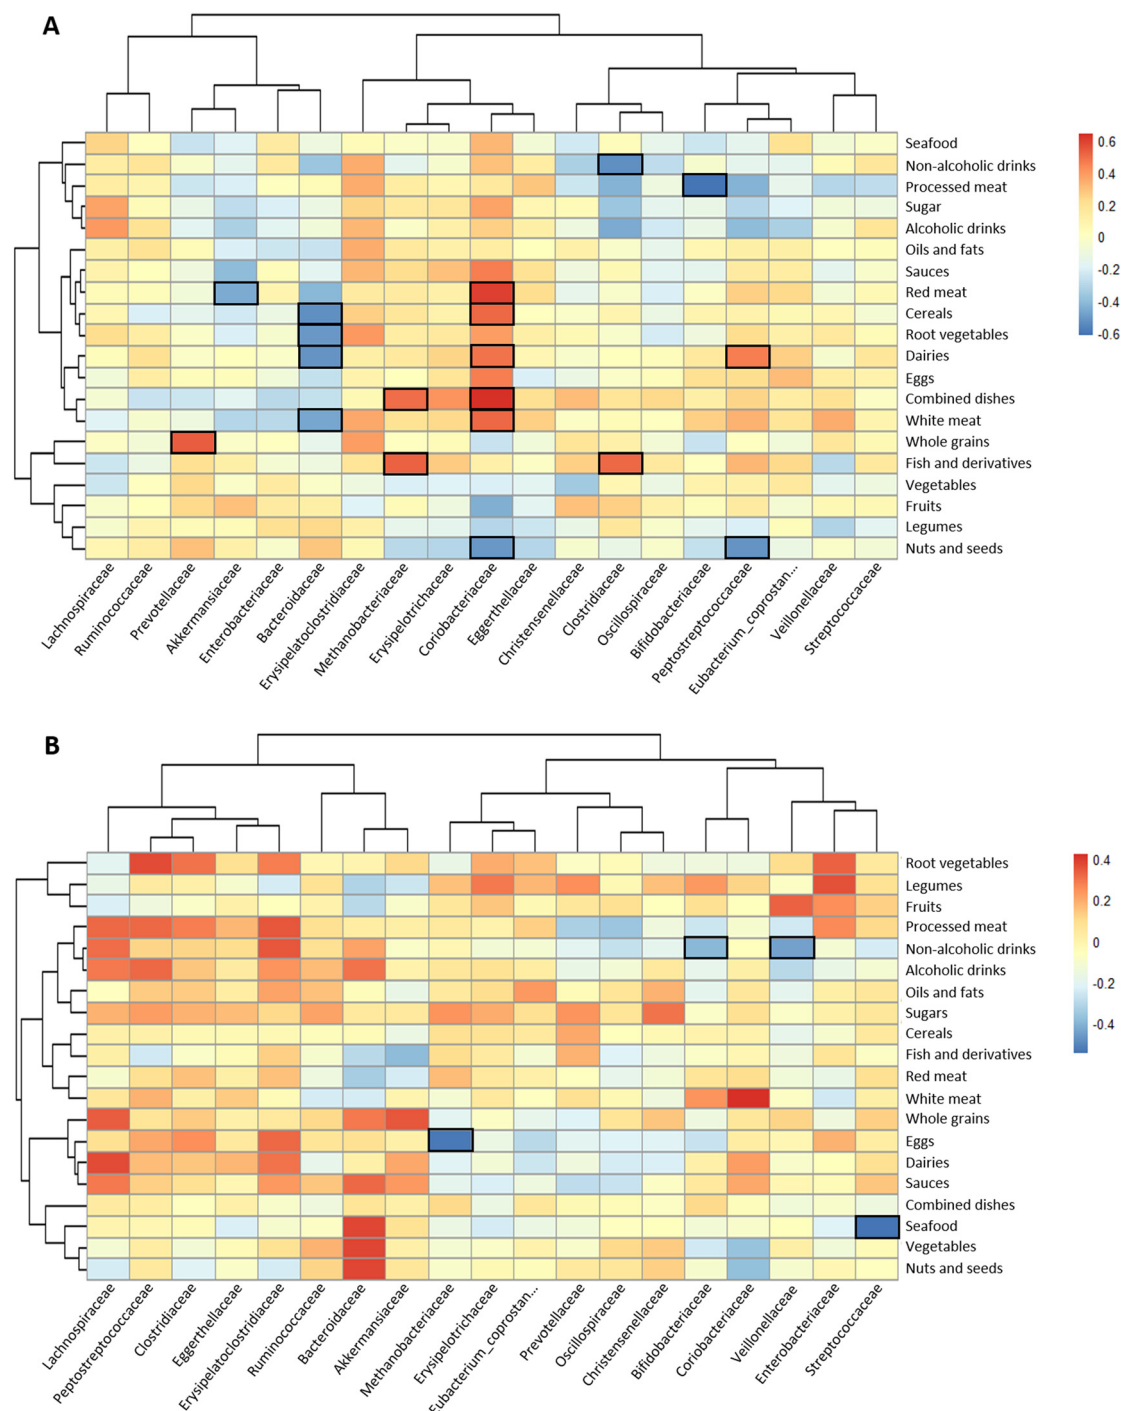 A
Seafood
Non-alcoholic drinks
Processed meat
Sugar
Alcoholic drinks
Oils and fats
Sauces
Red meat
Cereals
Root vegetables
Dairies
Eggs
Combined dishes
White meat
Whole grains
Fish and derivatives
Vegetables
Fruits
Legumes
Nuts and seeds
0.6
0.4
0.2
0
-0.2
-0.4
-0.6
Lachnospiraceae
Ruminococcaceae
Prevotellaceae
Akkermansiaceae
Enterobacteriaceae
Bacteroidaceae
Erysipelatoclostridiaceae
Methanobacteriaceae
Erysipelotrichaceae
Coriobacteriaceae
Eggerthellaceae
Christensenellaceae
Clostridiaceae
Oscillospiraceae
Bifidobacteriaceae
Peptostreptococcaceae
Eubacterium_coprostan...
Veillonellaceae
Streptococcaceae
B
Root vegetables
Legumes
Fruits
Processed meat
Non-alcoholic drinks
Alcoholic drinks
Oils and fats
Sugars
Cereals
Fish and derivatives
Red meat
White meat
Whole grains
Eggs
Dairies
Sauces
Combined dishes
Seafood
Vegetables
Nuts and seeds
0.4
0.2
0
-0.2
-0.4
Lachnospiraceae
Peptostreptococcaceae
Clostridiaceae
Eggerthellaceae
Erysipelatoclostridiaceae
Ruminococcaceae
Bacteroidaceae
Akkermansiaceae
Methanobacteriaceae
Erysipelotrichaceae
Eubacterium_coprostan...
Prevotellaceae
Oscillospiraceae
Christensenellaceae
Bifidobacteriaceae
Coriobacteriaceae
Veillonellaceae
Enterobacteriaceae
Streptococcaceae